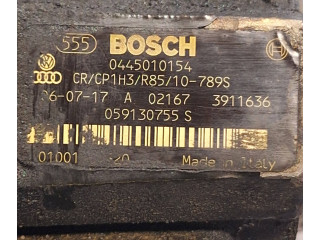 555 BOSCH
0445010154
CR/CP1H3/R85/10-789S
06-07-17 A 02167 3911636
059130755 S
01001
Made in Italy